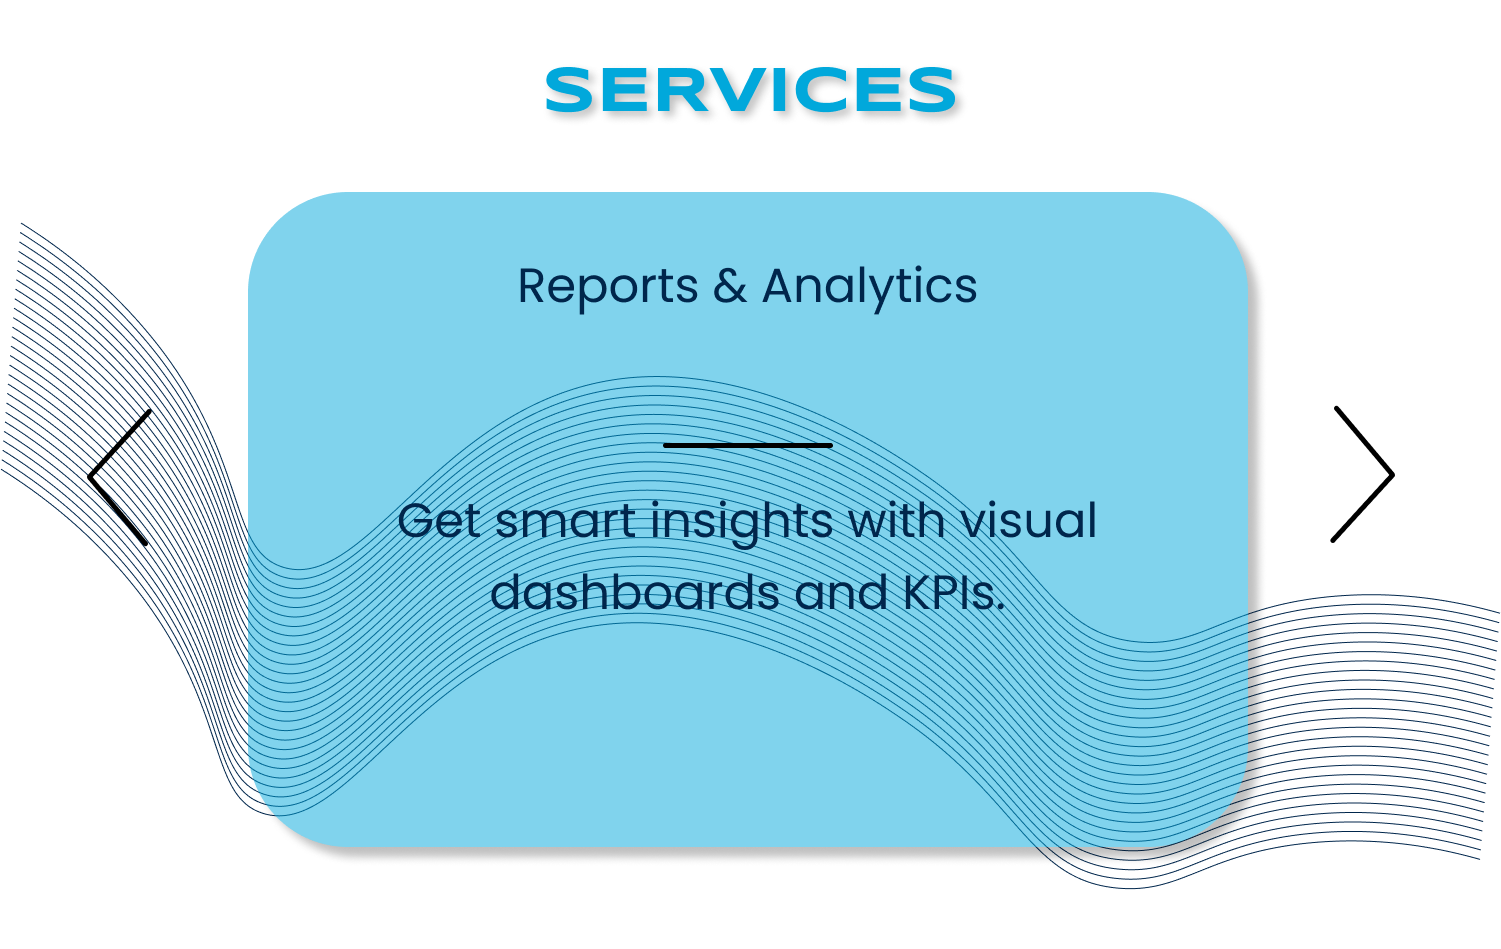 SERVICES
Reports & Analytics
Get smart insights with visual
dashboards and KPIs.